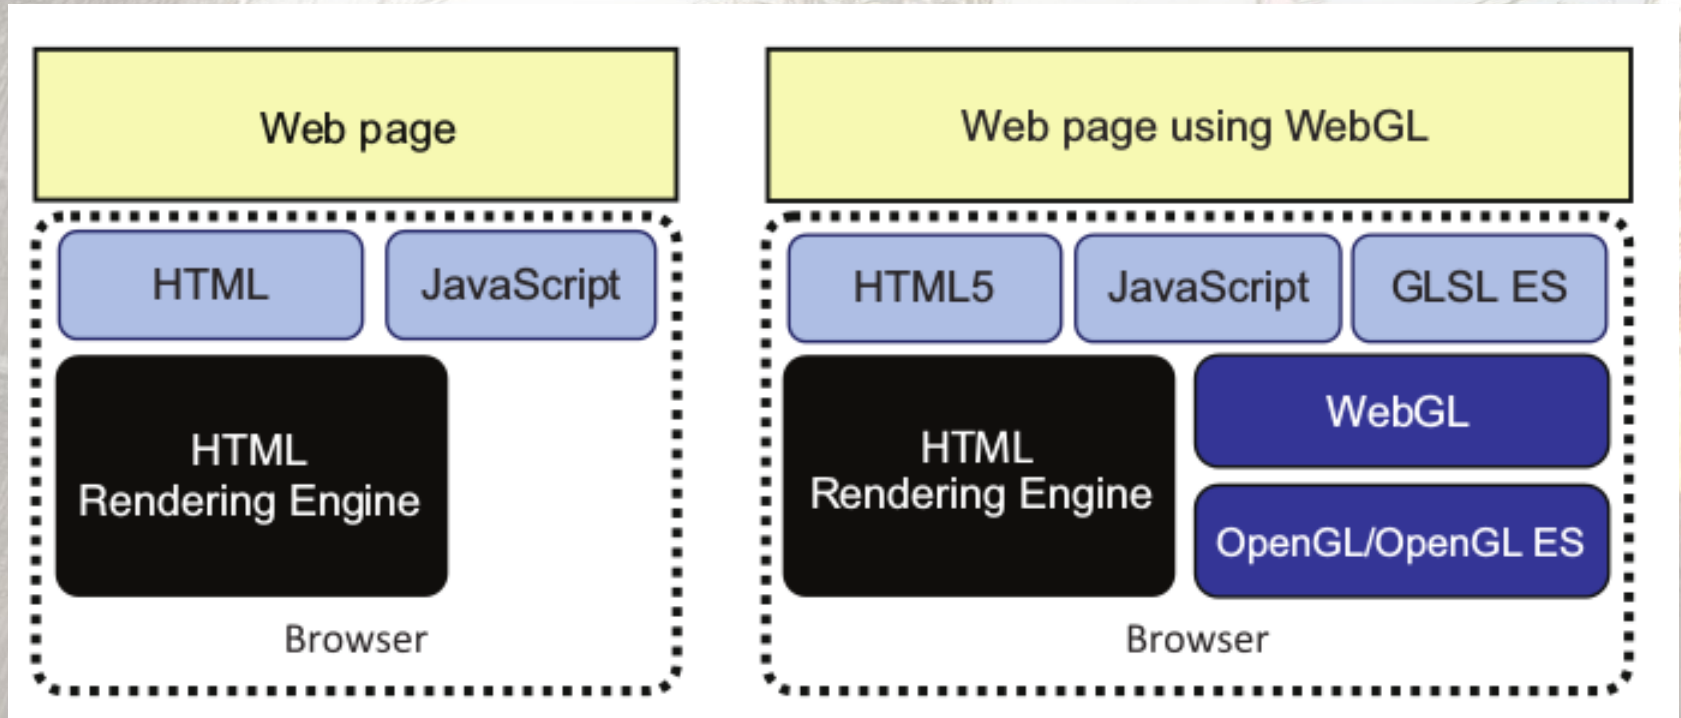 Web page
HTML
JavaScript
HTML
Rendering Engine
Browser
Web page using WebGL
HTML5
JavaScript
GLSL ES
HTML
Rendering Engine
WebGL
OpenGL/OpenGL ES
Browser